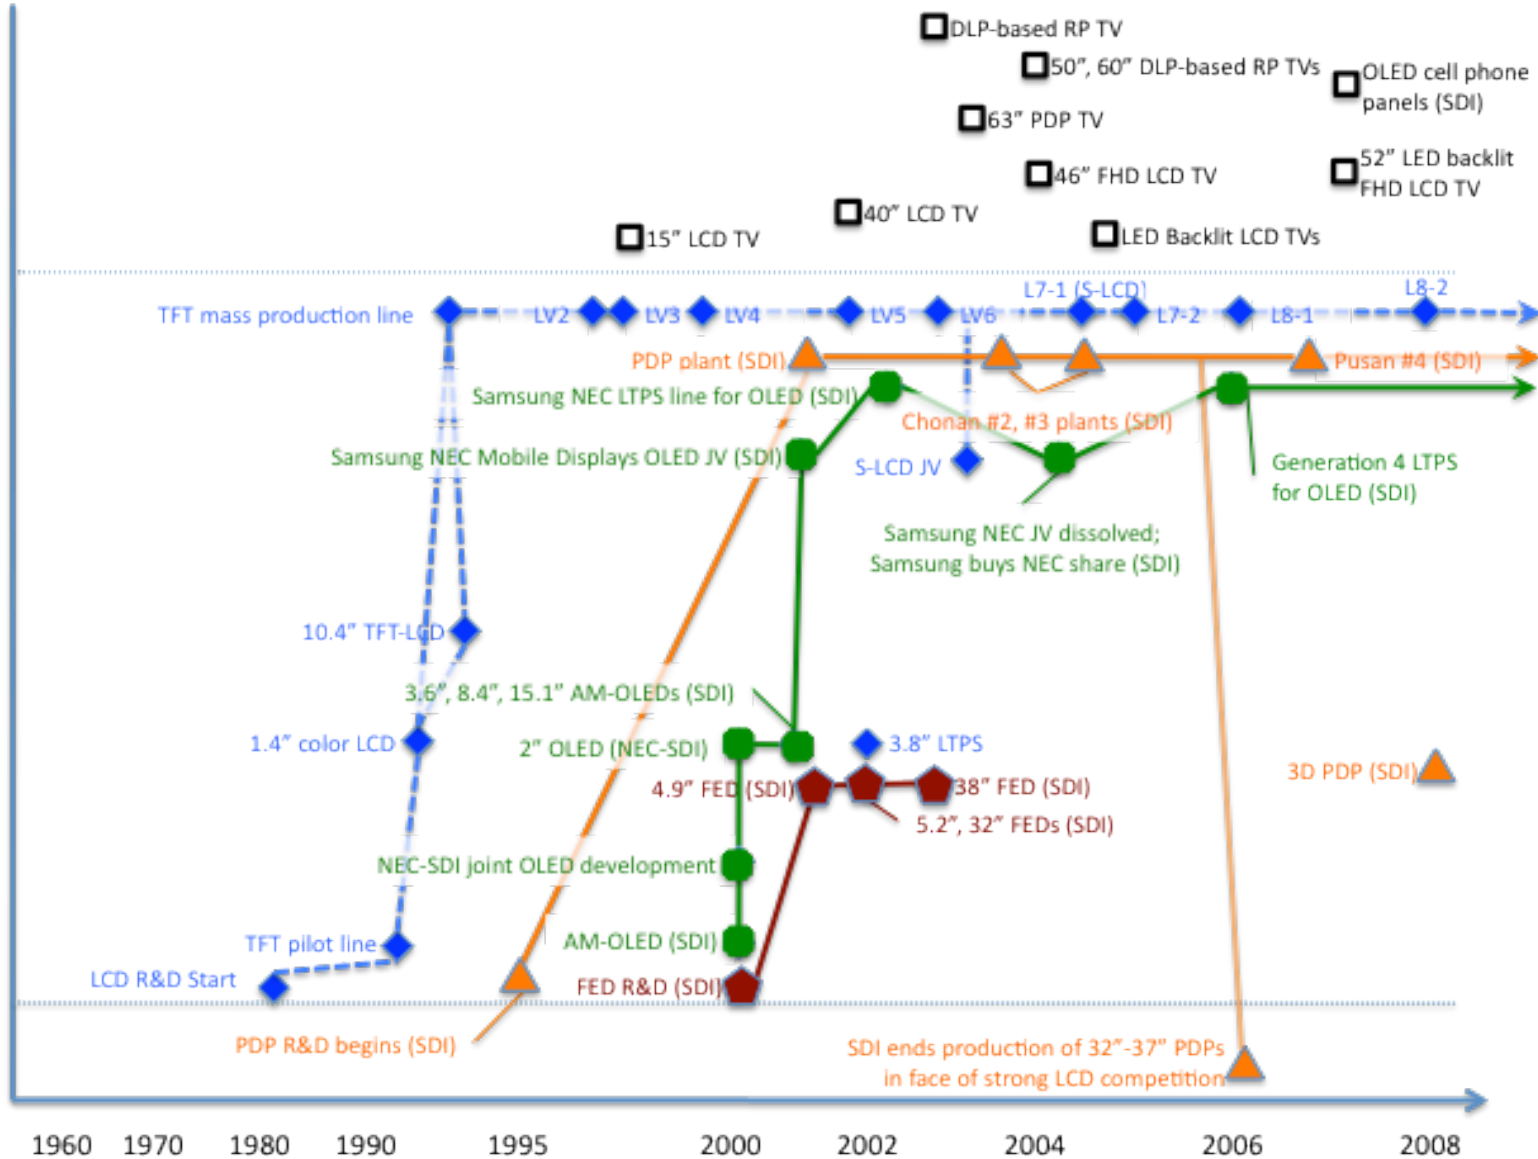 DLP-based RP TV
50”, 60” DLP-based RP TVs
OLED cell phone
panels (SDI)
63” PDP TV
52” LED backlit
FHD LCD TV
46” FHD LCD TV
40” LCD TV
15” LCD TV
LED Backlit LCD TVs
L7-1 (S-LCD)
L8-2
TFT mass production line
LV2
LV3
LV4
LV5
LV6
L7-2
L8-1
PDP plant (SDI)
Pusan #4 (SDI)
Samsung NEC LTPS line for OLED (SDI)
Chonan #2, #3 plants (SDI)
Samsung NEC Mobile Displays OLED JV (SDI)
S-LCD JV
Generation 4 LTPS
for OLED (SDI)
Samsung NEC JV dissolved;
Samsung buys NEC share (SDI)
10.4” TFT-LCD
3.6”, 8.4”, 15.1” AM-OLEDs (SDI)
1.4” color LCD
2” OLED (NEC-SDI)
3.8” LTPS
3D PDP (SDI)
4.9” FED (SDI)
38” FED (SDI)
5.2”, 32” FEDs (SDI)
NEC-SDI joint OLED development
TFT pilot line
AM-OLED (SDI)
LCD R&D Start
FED R&D (SDI)
PDP R&D begins (SDI)
SDI ends production of 32”-37” PDPs
in face of strong LCD competition
1960 1970 1980 1990 1995 2000 2002 2004 2006 2008